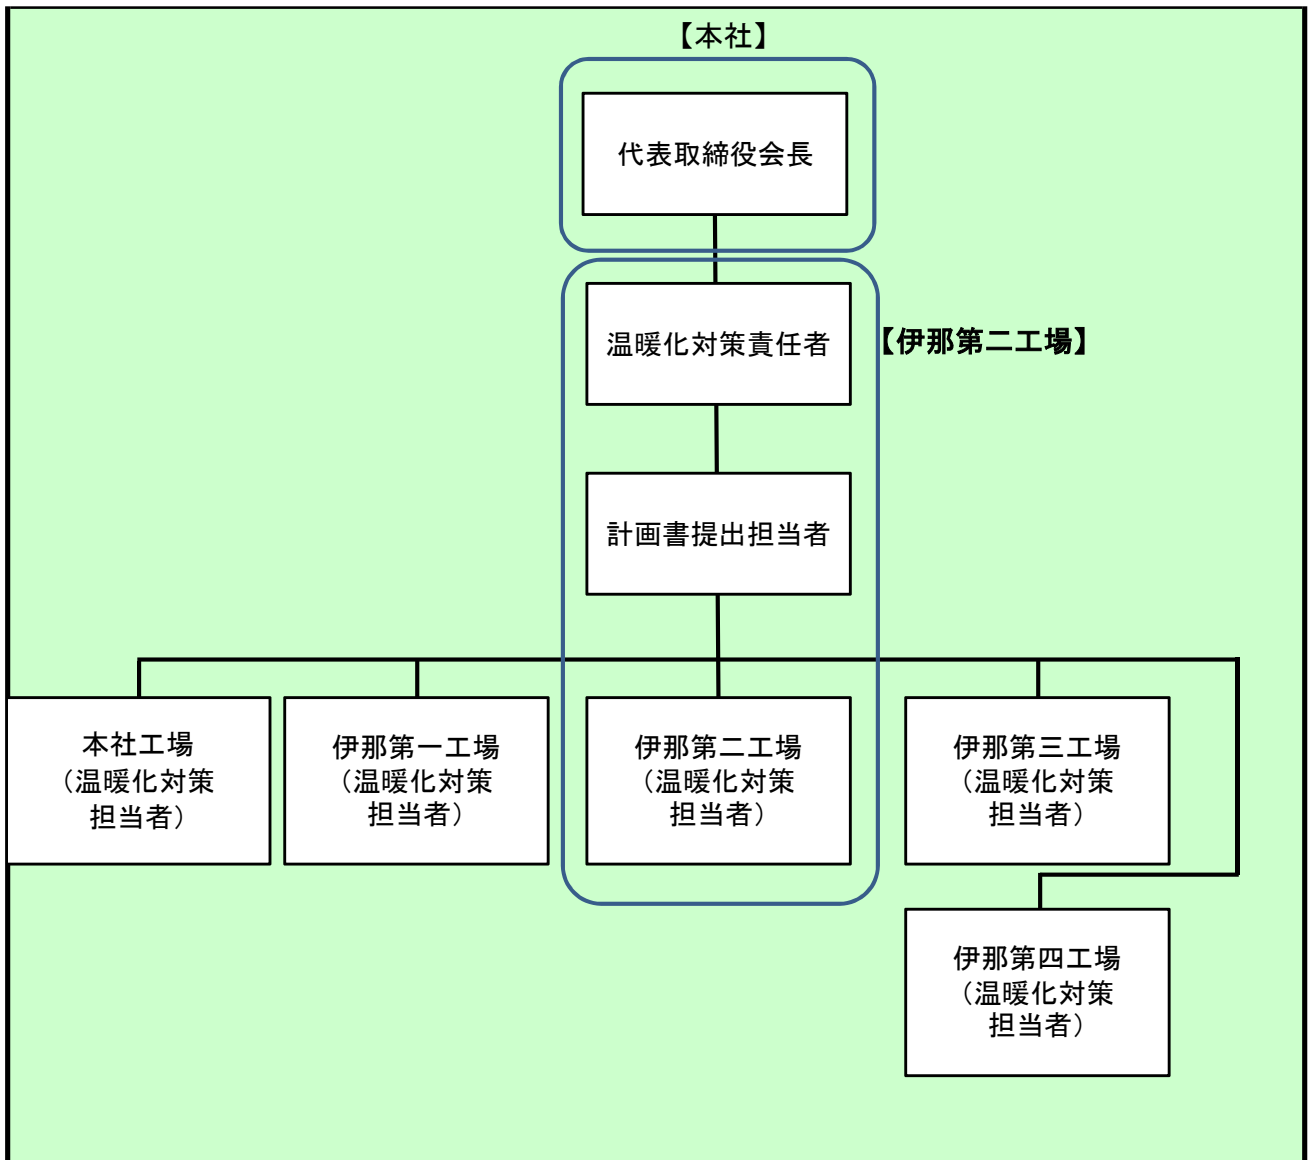 【本社】
代表取締役会長
温暖化対策責任者
【伊那第二工場】
計画書提出担当者
本社工場
（温暖化対策
担当者）
伊那第一工場
（温暖化対策
担当者）
伊那第二工場
（温暖化対策
担当者）
伊那第三工場
（温暖化対策
担当者）
伊那第四工場
（温暖化対策
担当者）